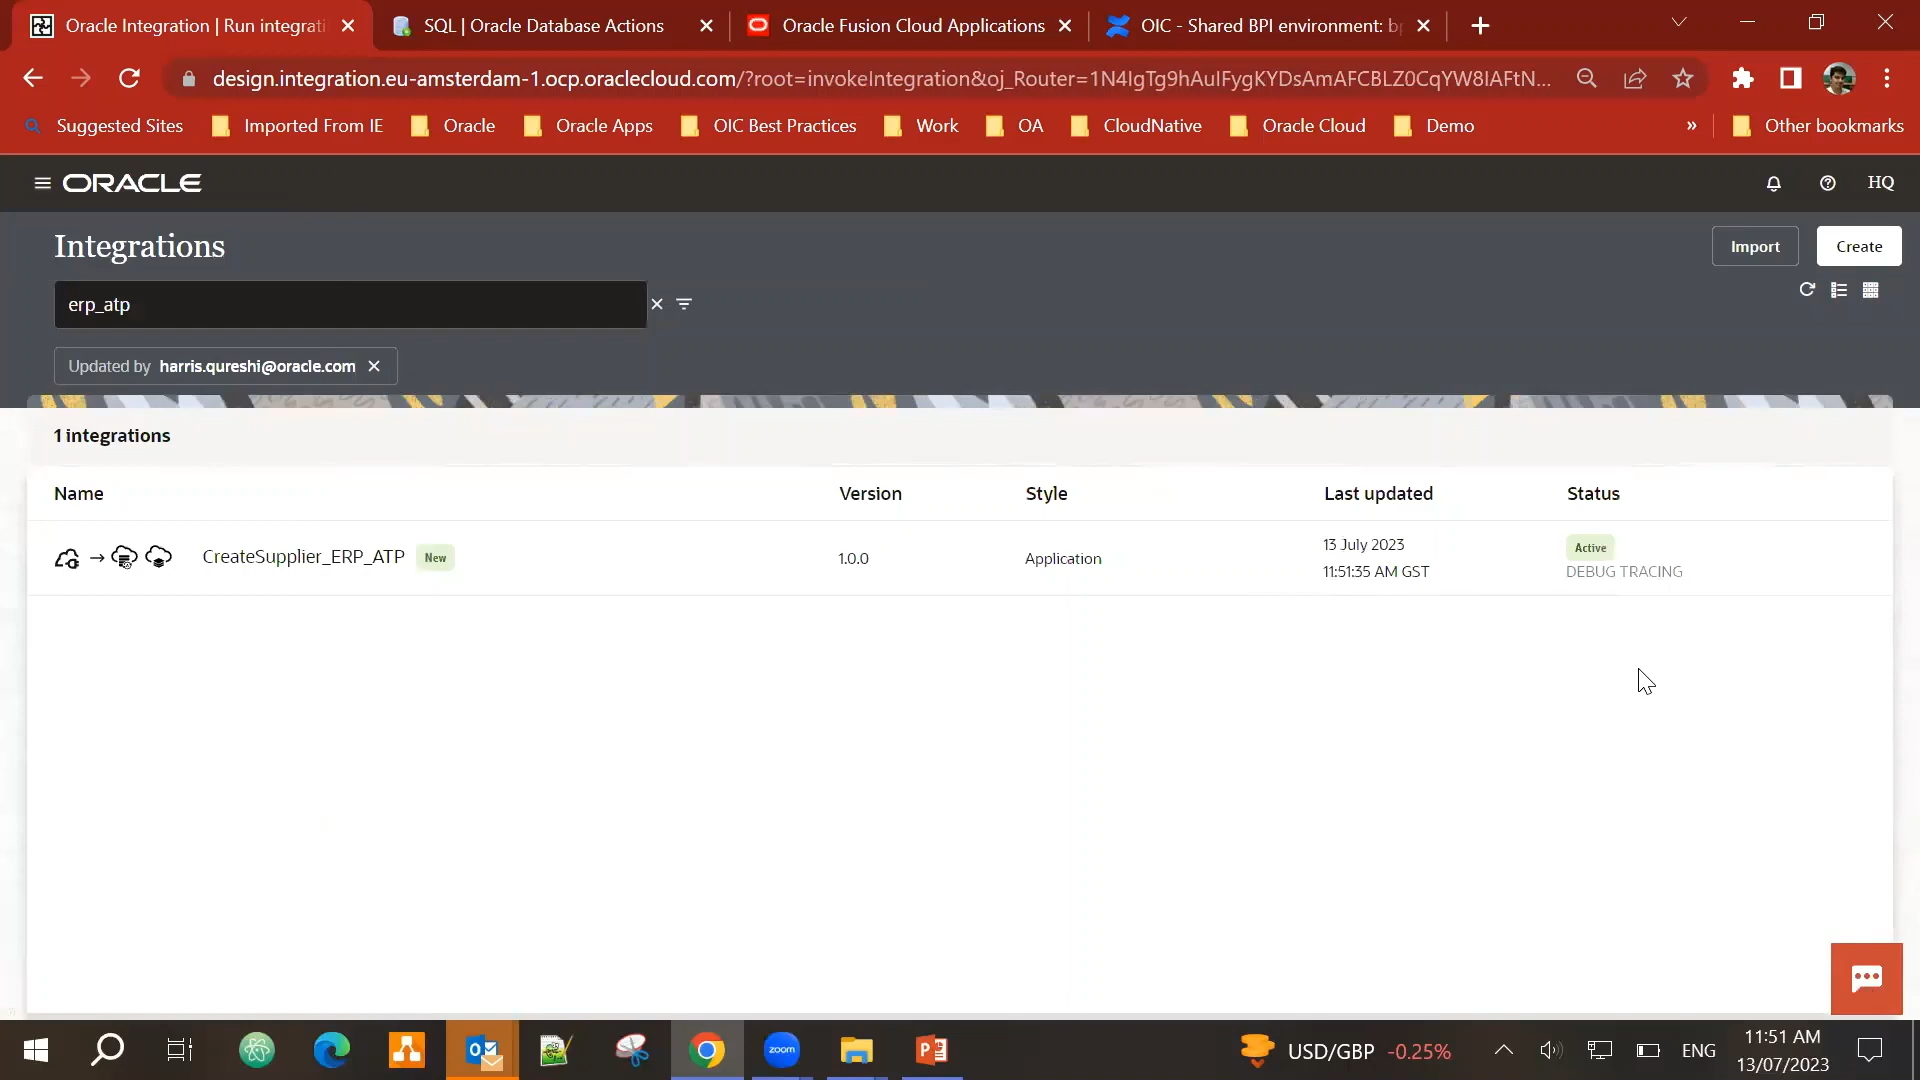 Oracle Integration | Run integrati
SQL | Oracle Database Actions
Oracle Fusion Cloud Applications
OIC - Shared BPI environment: bp
design.integration.eu-amsterdam-1.ocp.oraclecloud.com/?root=invokeIntegration&oj_Router=1N4IgTg9hAuIFygKYDsAmAFCBLZ0CqYW8IAFtN...
Suggested Sites
Imported From IE
Oracle
Oracle Apps
OIC Best Practices
Work
OA
CloudNative
Oracle Cloud
Demo
»
Other bookmarks
ORACLE
HQ
Integrations
Import
Create
erp_atp
Updated by harris.qureshi@oracle.com
1 integrations
Name Version Style Last updated Status
CreateSupplier_ERP_ATP New 1.0.0 Application
13 July 2023
11:51:35 AM GST
Active
DEBUG TRACING
zoom
USD/GBP -0.25%
ENG
11:51 AM
13/07/2023